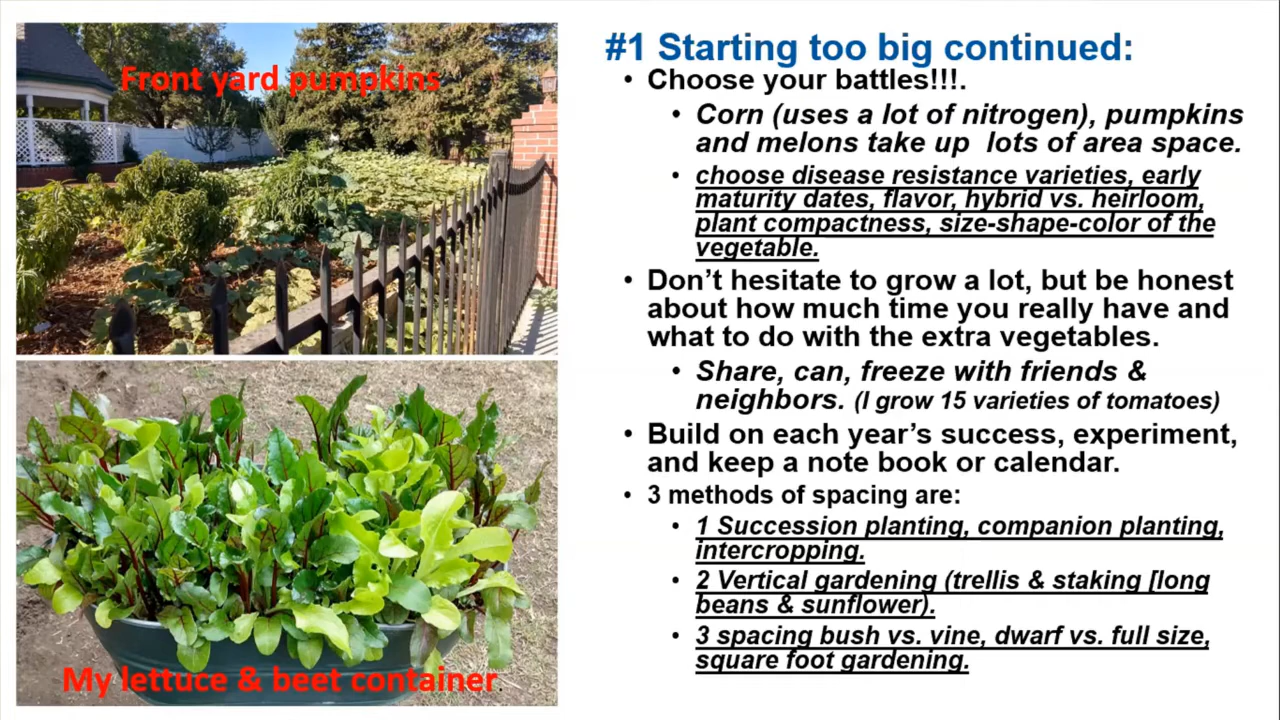 Front yard pumpkins
My lettuce & beet container.
#1 Starting too big continued:
• Choose your battles!!!.
• Corn (uses a lot of nitrogen), pumpkins
and melons take up lots of area space.
• choose disease resistance varieties, early
maturity dates, flavor, hybrid vs. heirloom,
plant compactness, size-shape-color of the
vegetable.
• Don’t hesitate to grow a lot, but be honest
about how much time you really have and
what to do with the extra vegetables.
• Share, can, freeze with friends &
neighbors. (I grow 15 varieties of tomatoes)
• Build on each year’s success, experiment,
and keep a note book or calendar.
• 3 methods of spacing are:
• 1 Succession planting, companion planting,
intercropping.
• 2 Vertical gardening (trellis & staking [long
beans & sunflower).
• 3 spacing bush vs. vine, dwarf vs. full size,
square foot gardening.